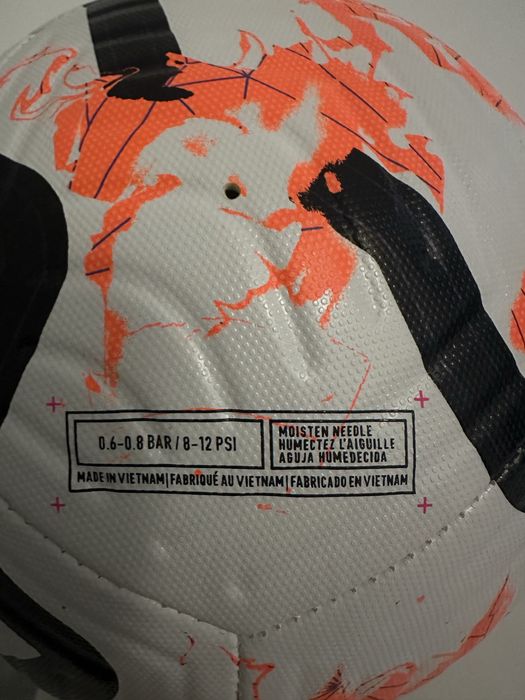 0.6-0.8 BAR / 8-12 PSI
MOISTEN NEEDLE
HUMECTEZ L'AIGUILLE
AGUJA HUMEDECIDA
MADE IN VIETNAM|FABRIQUÉ AU VIETNAM|FABRICADO EN VIETNAM